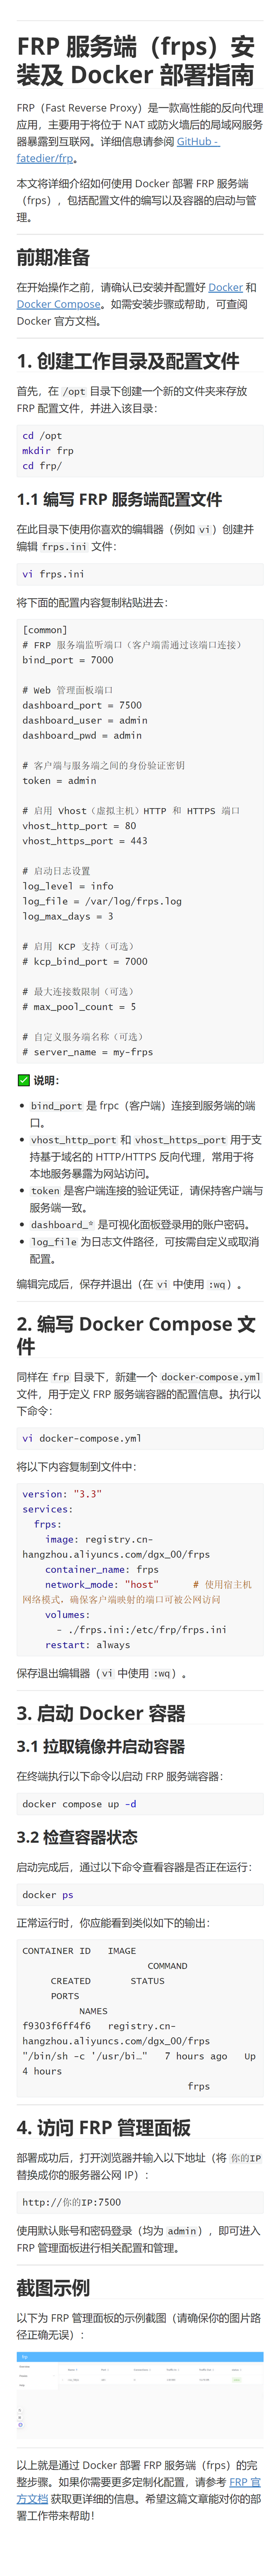 FRP 服务端（frps）安
装及 Docker 部署指南
FRP（Fast Reverse Proxy）是一款高性能的反向代理
应用，主要用于将位于 NAT 或防火墙后的局域网服务
器暴露到互联网。详细信息请参阅 GitHub -
fatedier/frp。
本文将详细介绍如何使用 Docker 部署 FRP 服务端
（frps），包括配置文件的编写以及容器的启动与管
理。
前期准备
在开始操作之前，请确认已安装并配置好 Docker 和
Docker Compose。如需安装步骤或帮助，可查阅
Docker 官方文档。
1. 创建工作目录及配置文件
首先，在 /opt 目录下创建一个新的文件夹来存放
FRP 配置文件，并进入该目录：
cd /opt
mkdir frp
cd frp/
1.1 编写 FRP 服务端配置文件
在此目录下使用你喜欢的编辑器（例如 vi）创建并
编辑 frps.ini 文件：
vi frps.ini
将下面的配置内容复制粘贴进去：
[common]
# FRP 服务端监听端口（客户端需通过该端口连接）
bind_port = 7000
# Web 管理面板端口
dashboard_port = 7500
dashboard_user = admin
dashboard_pwd = admin
# 客户端与服务端之间的身份验证密钥
token = admin
# 启用 Vhost（虚拟主机）HTTP 和 HTTPS 端口
vhost_http_port = 80
vhost_https_port = 443
# 启动日志设置
log_level = info
log_file = /var/log/frps.log
log_max_days = 3
# 启用 KCP 支持（可选）
# kcp_bind_port = 7000
# 最大连接数限制（可选）
# max_pool_count = 5
# 自定义服务端名称（可选）
# server_name = my-frps
✅ 说明：
• bind_port 是 frpc（客户端）连接到服务端的端
口。
• vhost_http_port 和 vhost_https_port 用于支
持基于域名的 HTTP/HTTPS 反向代理，常用于将
本地服务暴露为网站访问。
• token 是客户端连接的验证凭证，请保持客户端与
服务端一致。
• dashboard_* 是可视化面板登录用的账户密码。
• log_file 为日志文件路径，可按需自定义或取消
配置。
编辑完成后，保存并退出（在 vi 中使用 :wq）。
2. 编写 Docker Compose 文
件
同样在 frp 目录下，新建一个 docker-compose.yml
文件，用于定义 FRP 服务端容器的配置信息。执行以
下命令：
vi docker-compose.yml
将以下内容复制到文件中：
version: "3.3"
services:
frps:
image: registry.cn-
hangzhou.aliyuncs.com/dgx_00/frps
container_name: frps
network_mode: "host" # 使用宿主机
网络模式，确保客户端映射的端口可被公网访问
volumes:
- ./frps.ini:/etc/frp/frps.ini
restart: always
保存退出编辑器（vi 中使用 :wq）。
3. 启动 Docker 容器
3.1 拉取镜像并启动容器
在终端执行以下命令以启动 FRP 服务端容器：
docker compose up -d
3.2 检查容器状态
启动完成后，通过以下命令查看容器是否正在运行：
docker ps
正常运行时，你应能看到类似如下的输出：
CONTAINER ID IMAGE
COMMAND
CREATED STATUS
PORTS
NAMES
f9303f6ff4f6 registry.cn-
hangzhou.aliyuncs.com/dgx_00/frps
"/bin/sh -c '/usr/bi…" 7 hours ago Up
4 hours
frps
4. 访问 FRP 管理面板
部署成功后，打开浏览器并输入以下地址（将 你的IP
替换成你的服务器公网 IP）：
http://你的IP:7500
使用默认账号和密码登录（均为 admin），即可进入
FRP 管理面板进行相关配置和管理。
截图示例
以下为 FRP 管理面板的示例截图（请确保你的图片路
径正确无误）：
以上就是通过 Docker 部署 FRP 服务端（frps）的完
整步骤。如果你需要更多定制化配置，请参考 FRP 官
方文档 获取更详细的信息。希望这篇文章能对你的部
署工作带来帮助！